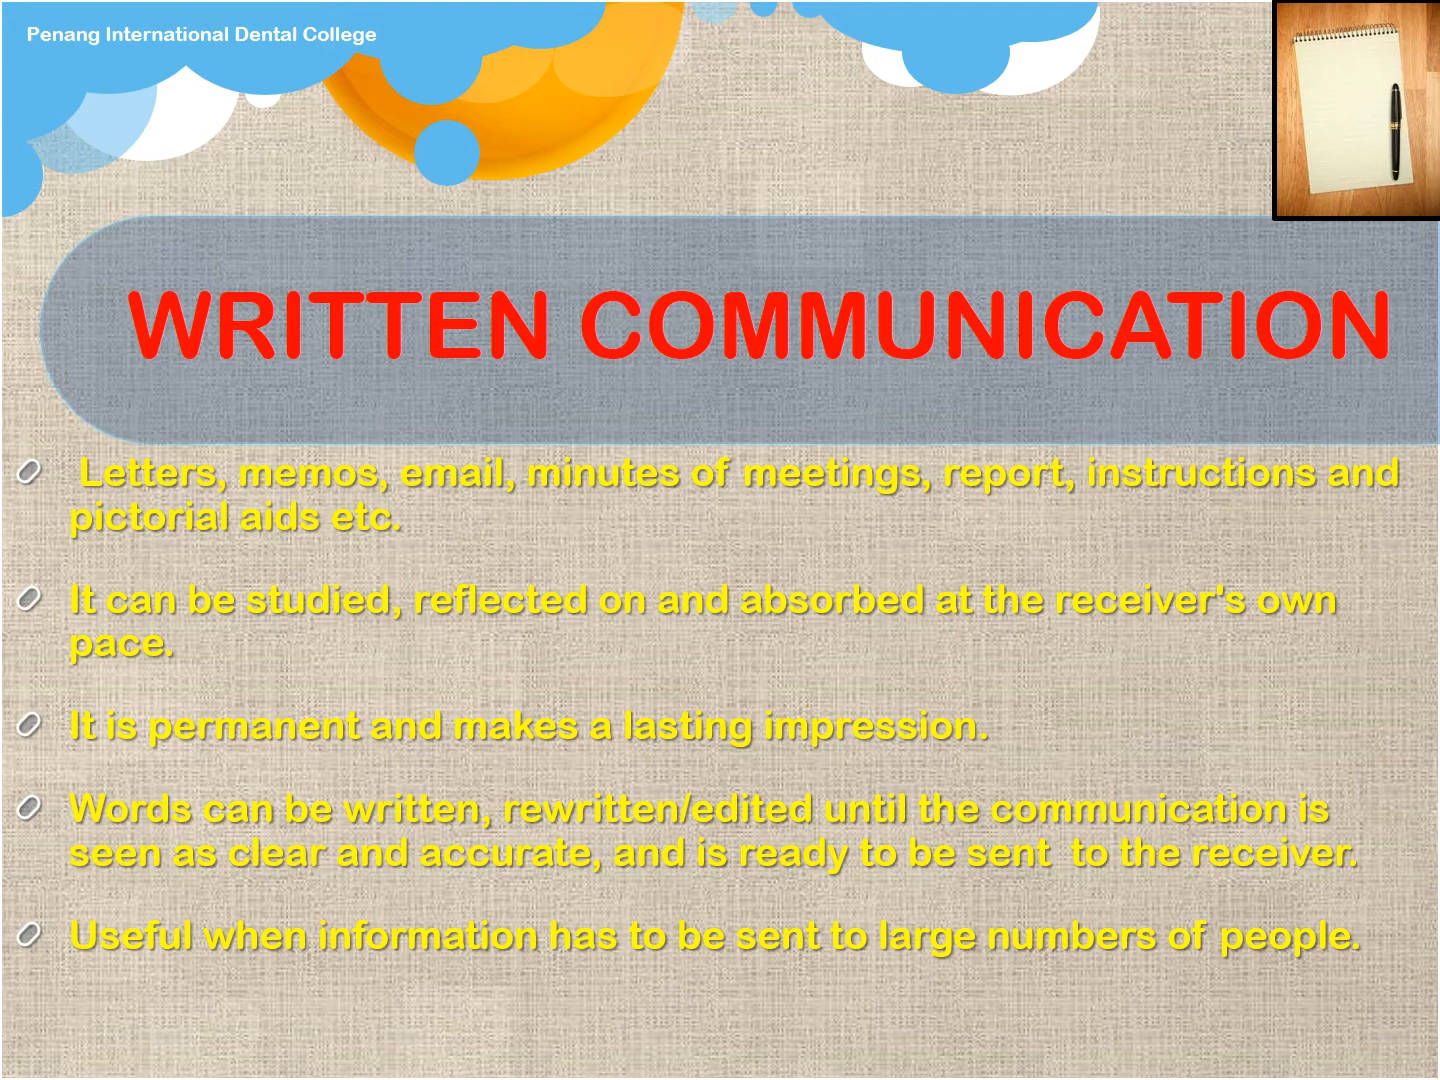 Penang International Dental College
WRITTEN COMMUNICATION
Letters, memos, email, minutes of meetings, report, instructions and
pictorial aids etc.
It can be studied, reflected on and absorbed at the receiver's own
pace.
It is permanent and makes a lasting impression.
Words can be written, rewritten/edited until the communication is
seen as clear and accurate, and is ready to be sent  to the receiver.
Useful when information has to be sent to large numbers of people.